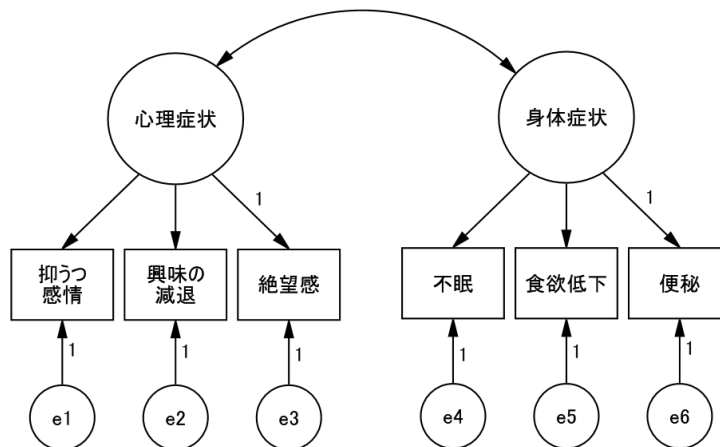 心理症状
身体症状
1
1
抑うつ
感情
興味の
減退
絶望感
不眠
食欲低下
便秘
1
1
1
1
1
1
e1
e2
e3
e4
e5
e6